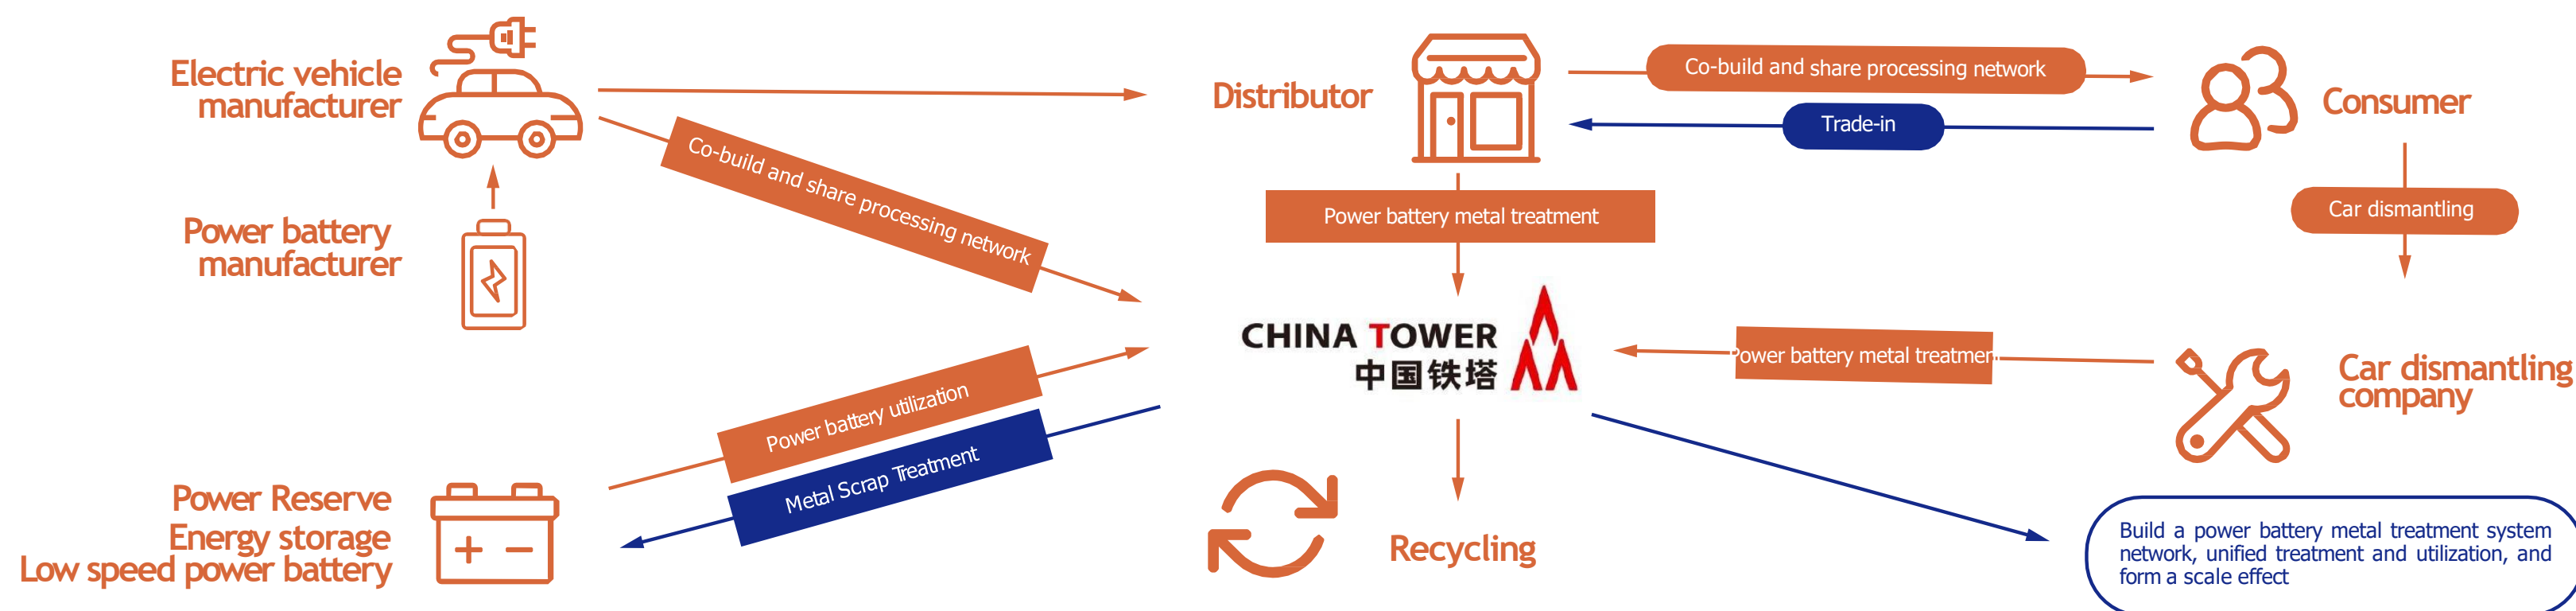 Electric vehicle
manufacturer
Distributor
Co-build and share processing network
Trade-in
Consumer
Co-build and share processing network
Power battery metal treatment
Car dismantling
Power battery
manufacturer
CHINA TOWER
中国铁塔
Power battery metal treatment
Car dismantling
company
Power battery utilization
Metal Scrap Treatment
Power Reserve
Energy storage
Low speed power battery
Recycling
Build a power battery metal treatment system
network, unified treatment and utilization, and
form a scale effect